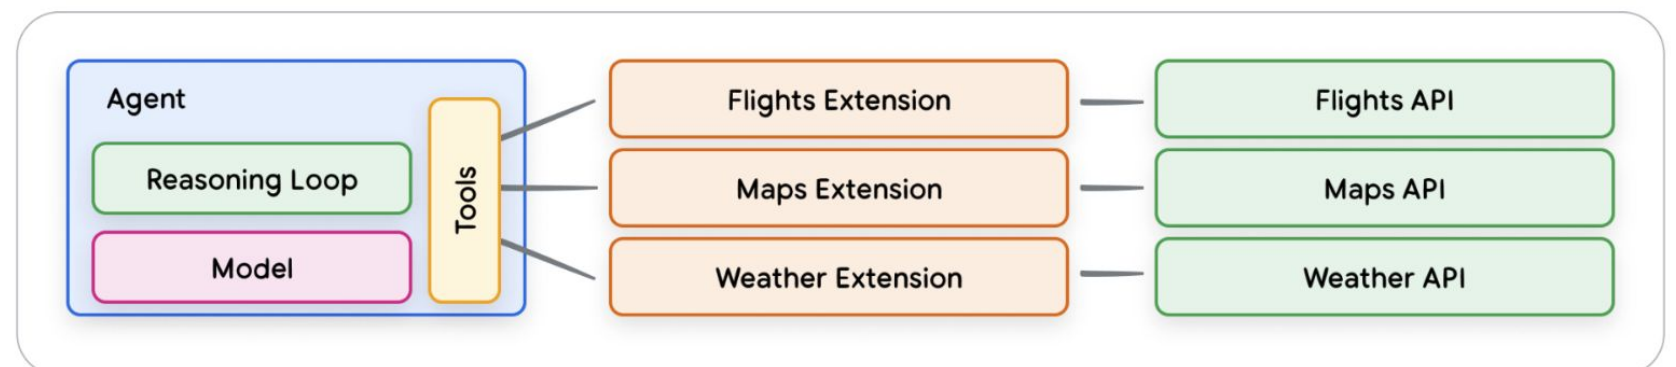 Agent
Reasoning Loop
Model
Tools
Flights Extension
Maps Extension
Weather Extension
Flights API
Maps API
Weather API